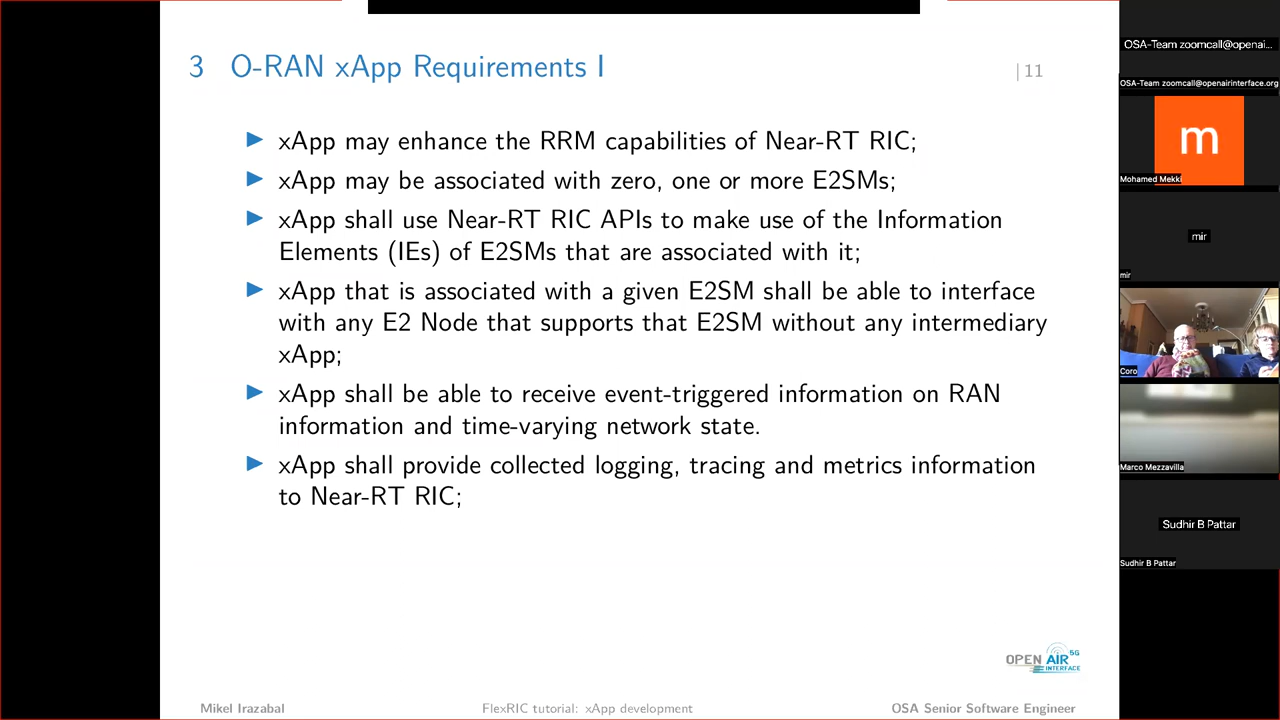 3 O-RAN xApp Requirements I
| 11
xApp may enhance the RRM capabilities of Near-RT RIC;
xApp may be associated with zero, one or more E2SMs;
xApp shall use Near-RT RIC APIs to make use of the Information
Elements (IEs) of E2SMs that are associated with it;
xApp that is associated with a given E2SM shall be able to interface
with any E2 Node that supports that E2SM without any intermediary
xApp;
xApp shall be able to receive event-triggered information on RAN
information and time-varying network state.
xApp shall provide collected logging, tracing and metrics information
to Near-RT RIC;
OPEN AIR 5G
INTERFACE
Mikel Irazabal
FlexRIC tutorial: xApp development
OSA Senior Software Engineer
OSA-Team zoomcall@openai...
OSA-Team zoomcall@openairinterface.org
m
Mohamed Mekki
mir
mir
Coro
Marco Mezzavilla
Sudhir B Pattar
Sudhir B Pattar